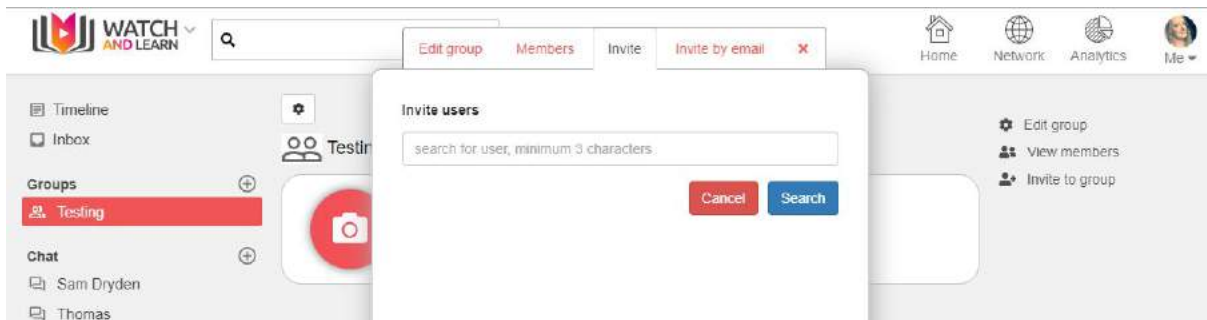 WATCH
AND LEARN
Edit group Members Invite Invite by email x
Home Network Analytics Me
Timeline
Inbox
Groups
Testing
Chat
Sam Dryden
Thomas
Testin
Invite users
search for user, minimum 3 characters
Cancel Search
Edit group
View members
Invite to group